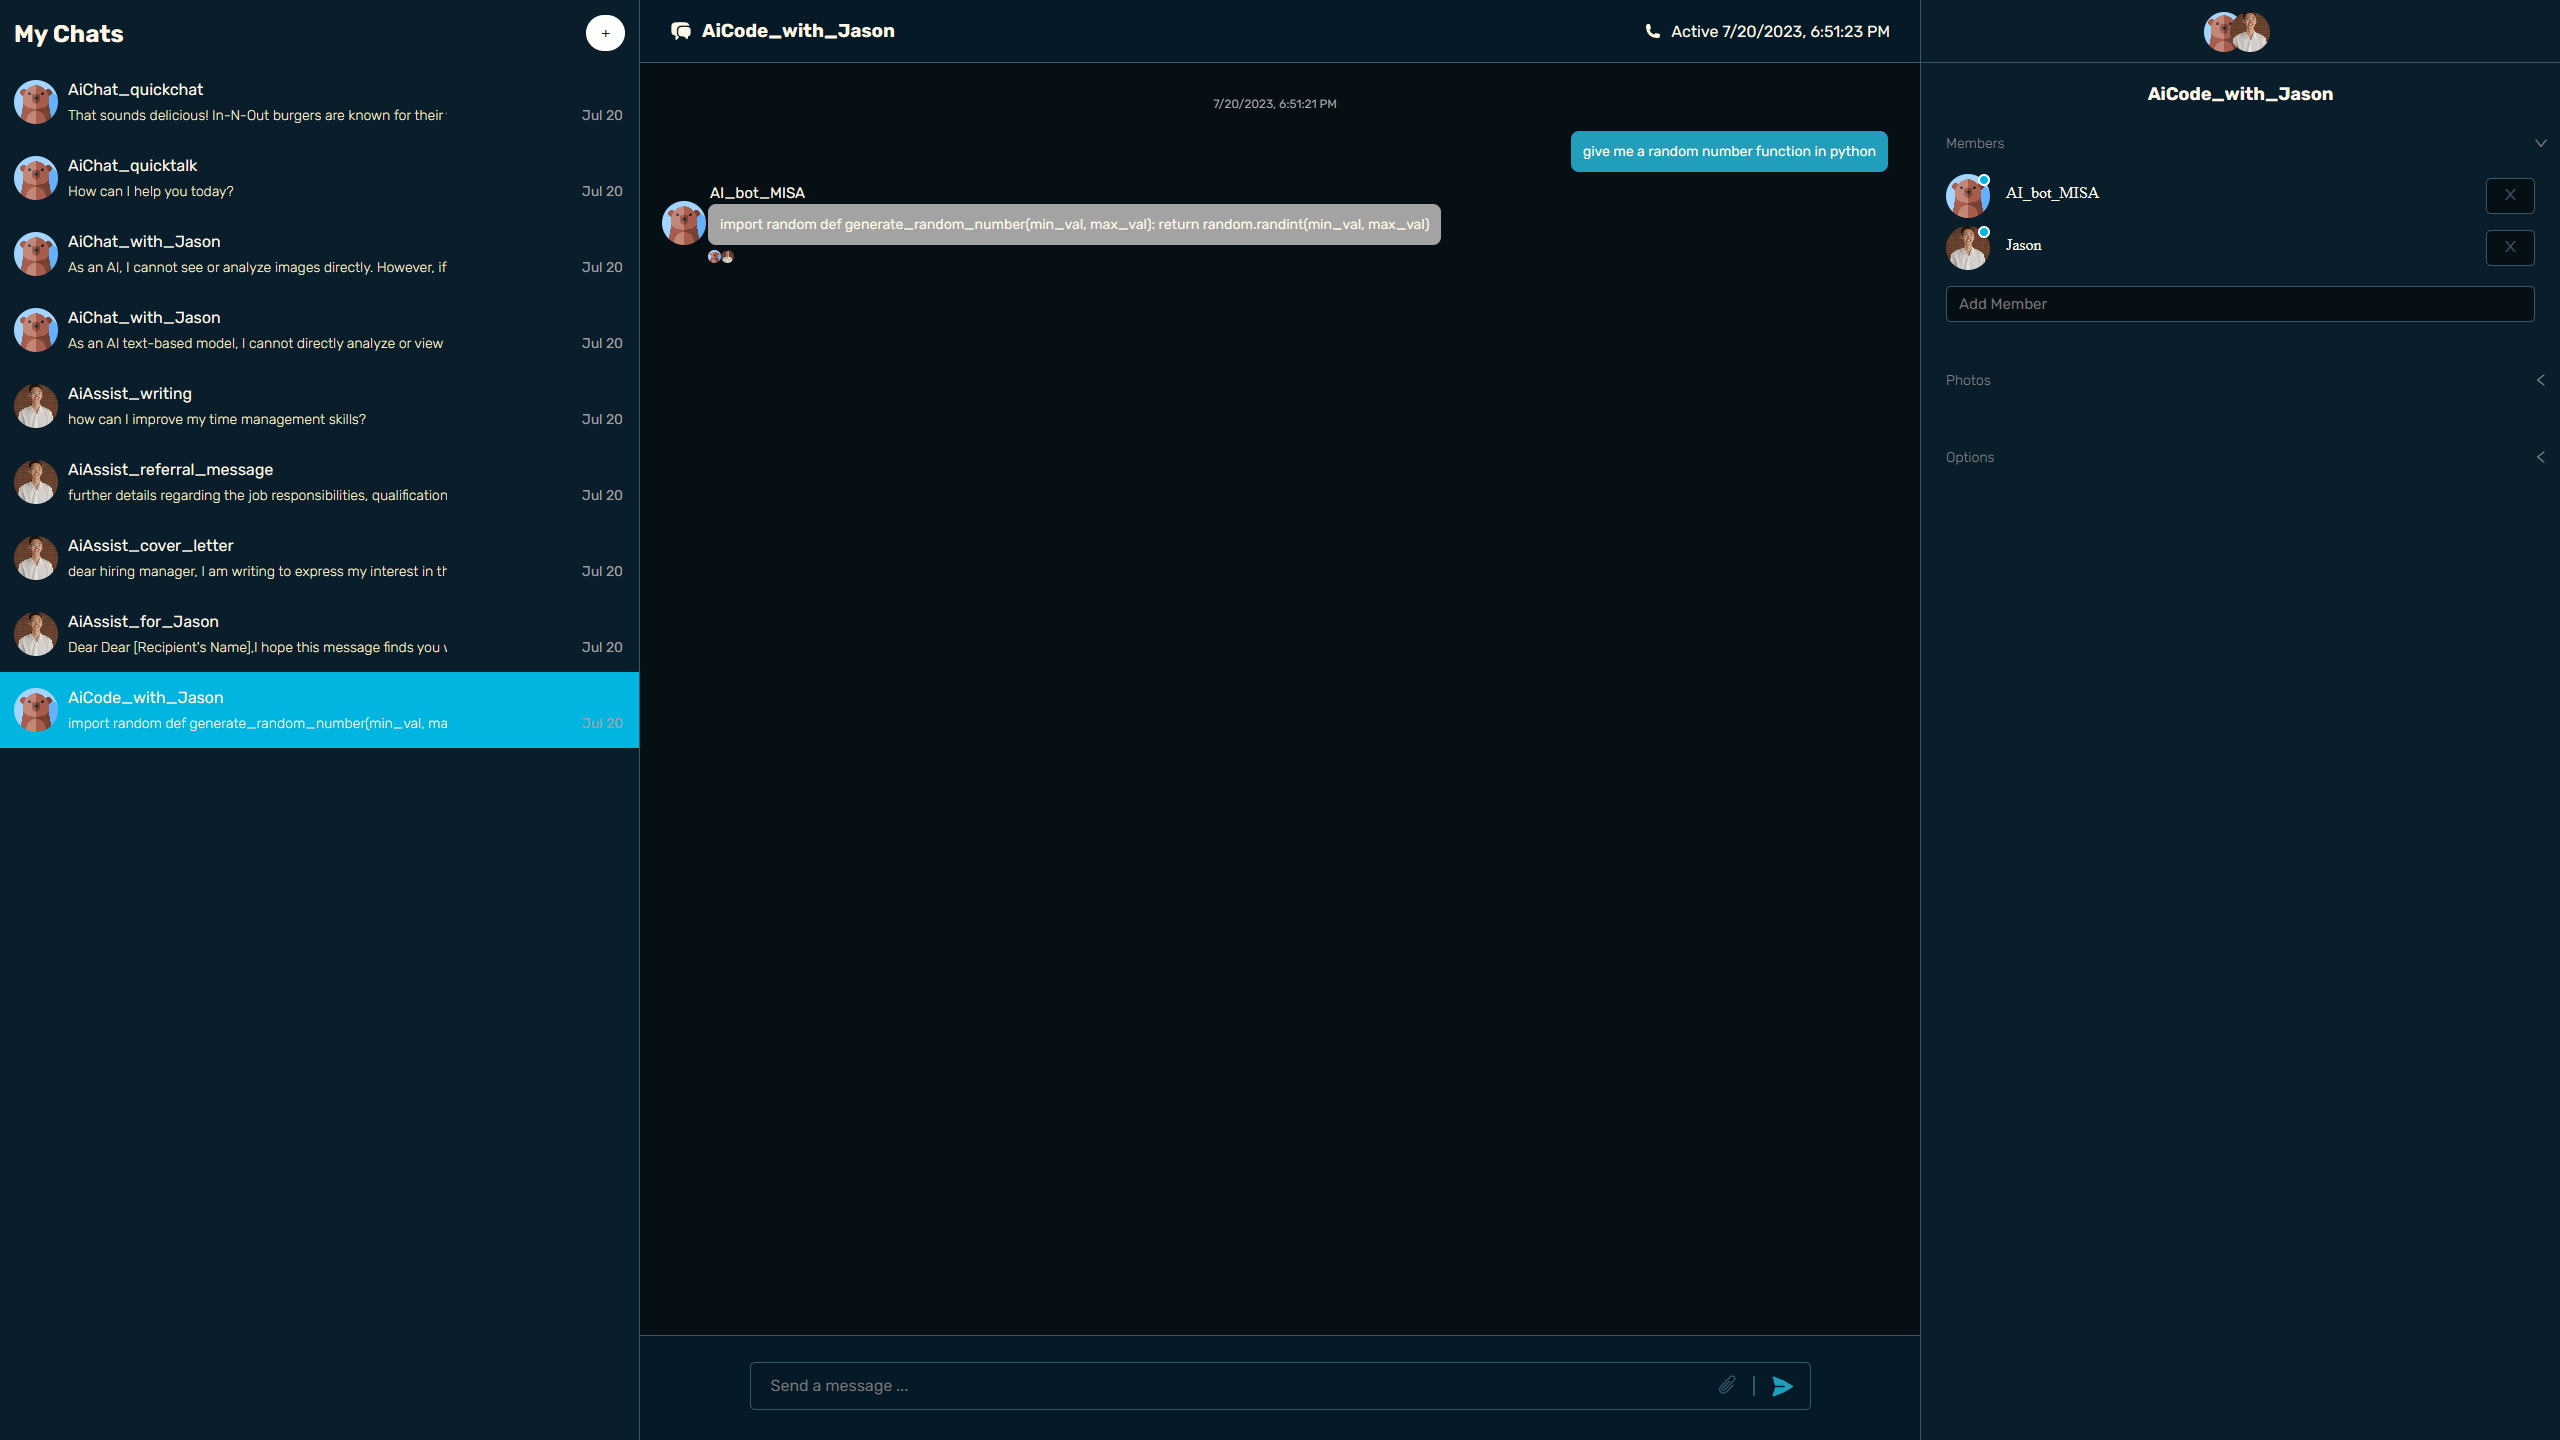 My Chats
+
AiChat_quickchat
That sounds delicious! In-N-Out burgers are known for their
Jul 20
AiChat_quicktalk
How can I help you today?
Jul 20
AiChat_with_Jason
As an AI, I cannot see or analyze images directly. However, if
Jul 20
AiChat_with_Jason
As an AI text-based model, I cannot directly analyze or view
Jul 20
AiAssist_writing
how can I improve my time management skills?
Jul 20
AiAssist_referral_message
further details regarding the job responsibilities, qualification
Jul 20
AiAssist_cover_letter
dear hiring manager, I am writing to express my interest in th
Jul 20
AiAssist_for_Jason
Dear Dear [Recipient's Name],I hope this message finds you
Jul 20
AiCode_with_Jason
import random def generate_random_number(min_val, ma
Jul 20
AiCode_with_Jason
Active 7/20/2023, 6:51:23 PM
7/20/2023, 6:51:21 PM
give me a random number function in python
AI_bot_MISA
import random def generate_random_number(min_val, max_val): return random.randint(min_val, max_val)
Send a message ...
AiCode_with_Jason
Members
AI_bot_MISA
X
Jason
X
Add Member
Photos
Options